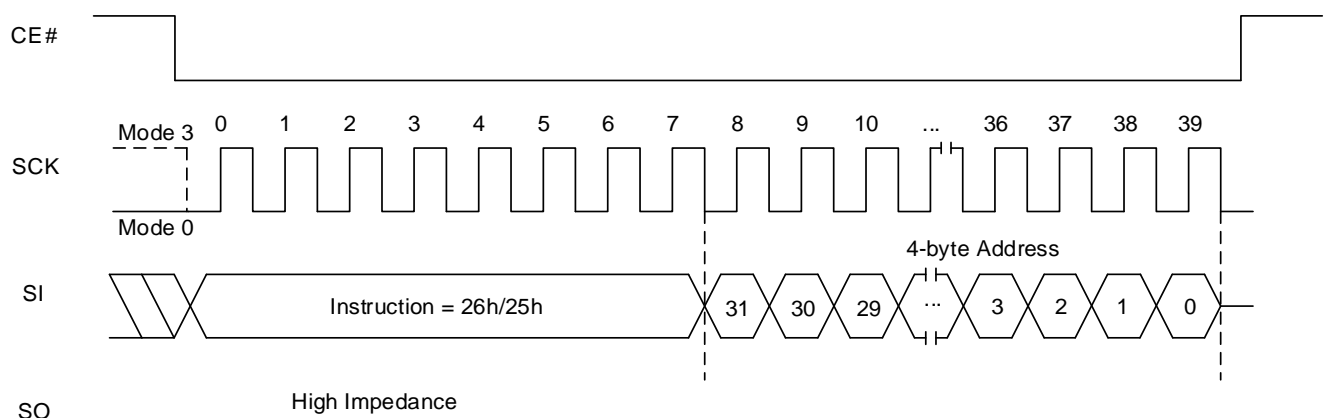 CE#
0 1 2 3 4 5 6 7 8 9 10 ... 36 37 38 39
Mode 3
SCK
Mode 0
4-byte Address
SI
Instruction = 26h/25h
31 30 29 ... 3 2 1 0
High Impedance
SO